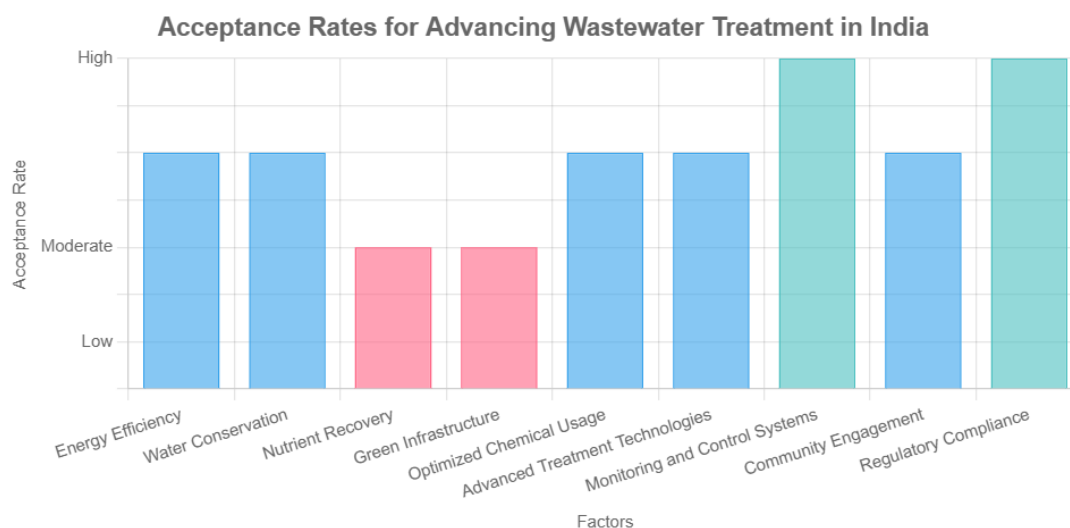 Acceptance Rates for Advancing Wastewater Treatment in India
High
Moderate
Low
Acceptance Rate
Energy Efficiency
Water Conservation
Nutrient Recovery
Green Infrastructure
Optimized Chemical Usage
Advanced Treatment Technologies
Monitoring and Control Systems
Community Engagement
Regulatory Compliance
Factors